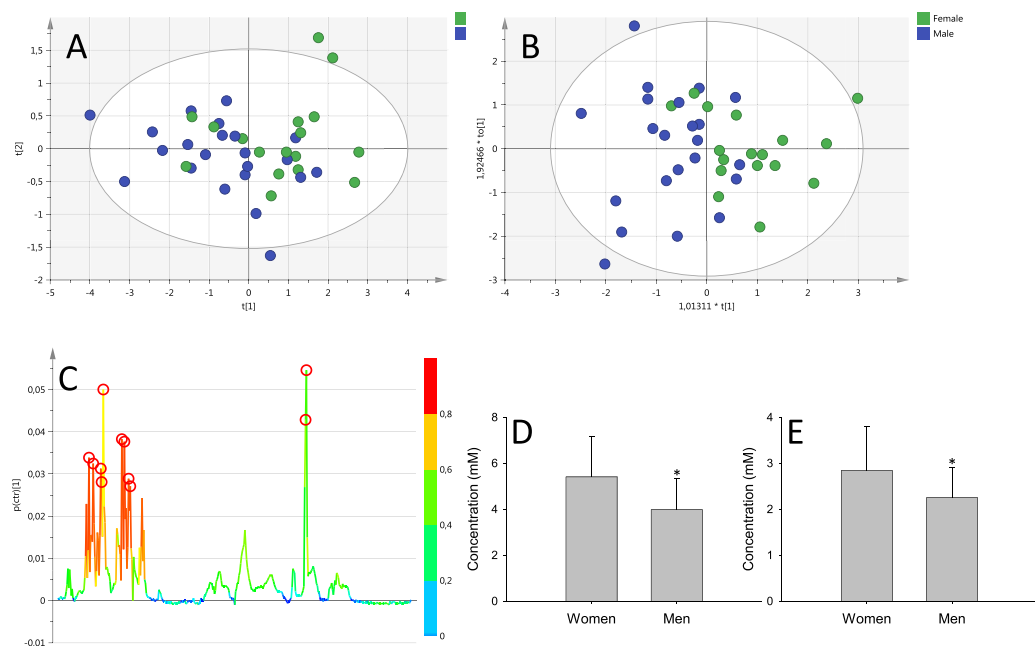 A
1,5
1
0,5
0
-0,5
-1
-1,5
-2
t[2]
-5 -4 -3 -2 -1 0 1 2 3 4
t[1]
B
2
1
0
-1
-2
-3
1,92466 * to[1]
-4 -3 -2 -1 0 1 2 3
1,01311 * t[1]
Female
Male
C
0,05
0,04
0,03
0,02
0,01
0
-0.01
p(ctr)[1]
0,8
0,6
0,4
0,2
0
D
8
6
4
2
0
Concentration (mM)
*
Women Men
E
4
3
2
1
0
Concentration (mM)
*
Women Men